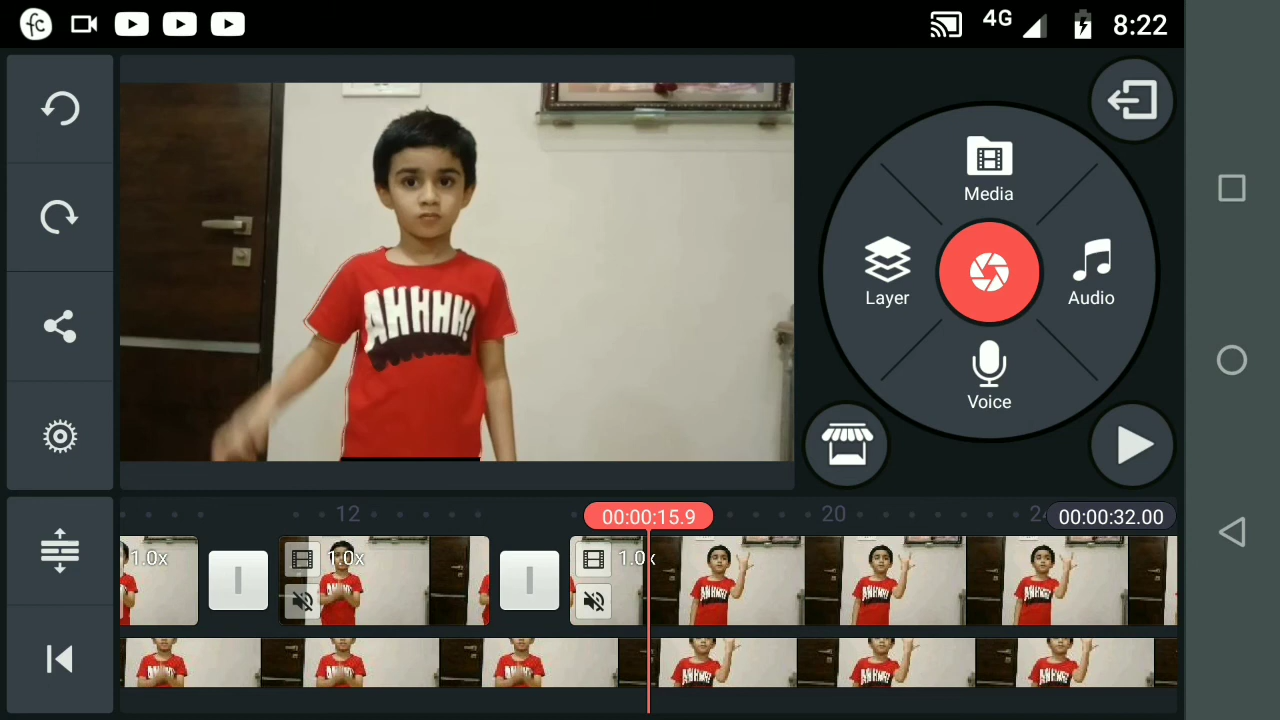 fc
4G
8:22
AHHHH!
Media
Layer
Audio
Voice
12
00:00:15.9
20
00:00:32.00
1.0x
1.0x
1.0x